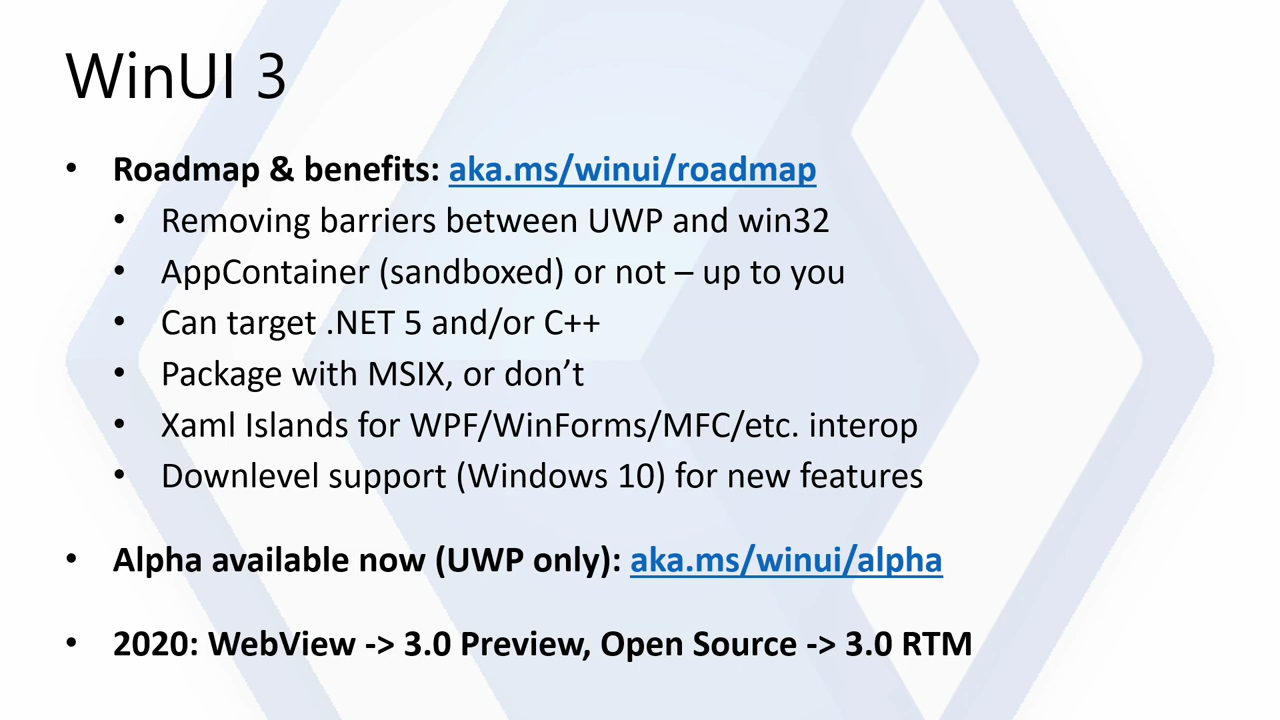 WinUI 3
• Roadmap & benefits: aka.ms/winui/roadmap
• Removing barriers between UWP and win32
• AppContainer (sandboxed) or not – up to you
• Can target .NET 5 and/or C++
• Package with MSIX, or don’t
• Xaml Islands for WPF/WinForms/MFC/etc. interop
• Downlevel support (Windows 10) for new features
• Alpha available now (UWP only): aka.ms/winui/alpha
• 2020: WebView -> 3.0 Preview, Open Source -> 3.0 RTM